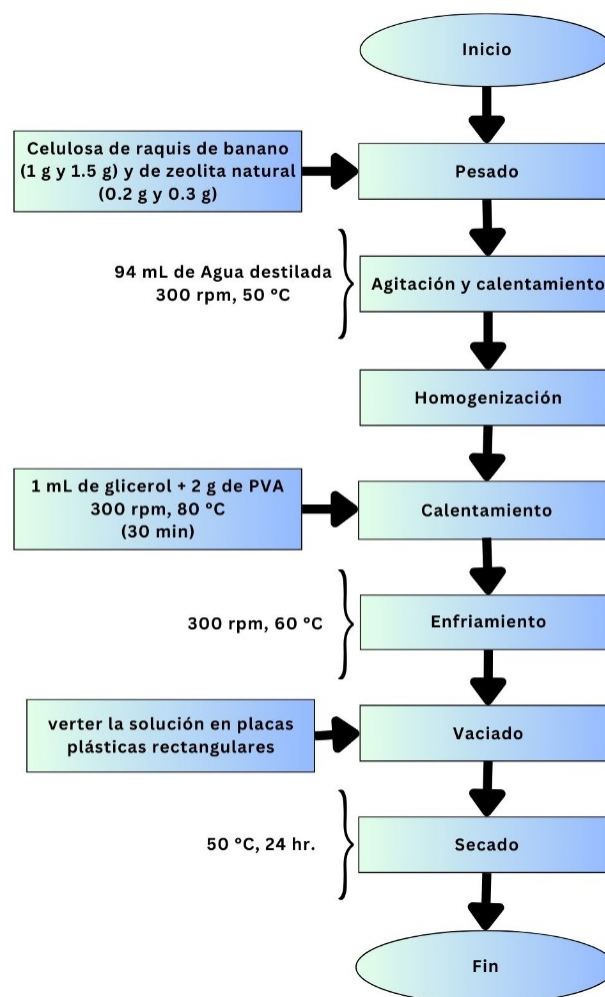 Inicio
Celulosa de raquis de banano
(1 g y 1.5 g) y de zeolita natural
(0.2 g y 0.3 g)
Pesado
94 mL de Agua destilada
300 rpm, 50 °C
Agitación y calentamiento
Homogenización
1 mL de glicerol + 2 g de PVA
300 rpm, 80 °C
(30 min)
Calentamiento
300 rpm, 60 °C
Enfriamiento
verter la solución en placas
plásticas rectangulares
Vaciado
50 °C, 24 hr.
Secado
Fin